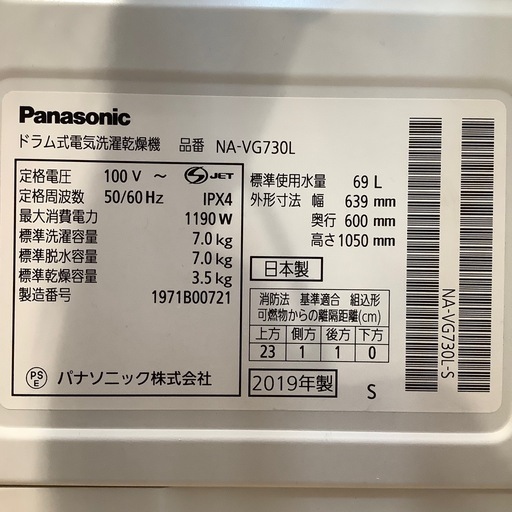 Panasonic
ドラム式電気洗濯乾燥機 品番 NA-VG730L
定格電圧 100 V ～ S JET
定格周波数 50/60 Hz IPX4
最大消費電力 1190 W
標準洗濯容量 7.0 kg
標準脱水容量 7.0 kg
標準乾燥容量 3.5 kg
製造番号 1971B00721
PS
E
パナソニック株式会社
標準使用水量 69 L
外形寸法 幅 639 mm
奥行 600 mm
高さ 1050 mm
日本製
消防法 基準適合 組込形
可燃物からの離隔距離(cm)
上方 側方 後方 下方
23 1 1 0
2019年製
S
NA-VG730L-S